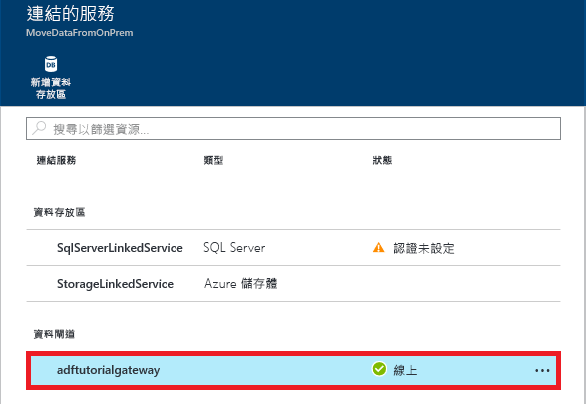 連結的服務
MoveDataFromOnPrem
DB
新增資料
存放區
搜尋以篩選資源...
連結服務 類型 狀態
資料存放區
SqlServerLinkedService SQL Server 認證未設定
StorageLinkedService Azure 儲存體
資料閘道
adftutorialgateway 線上 ...